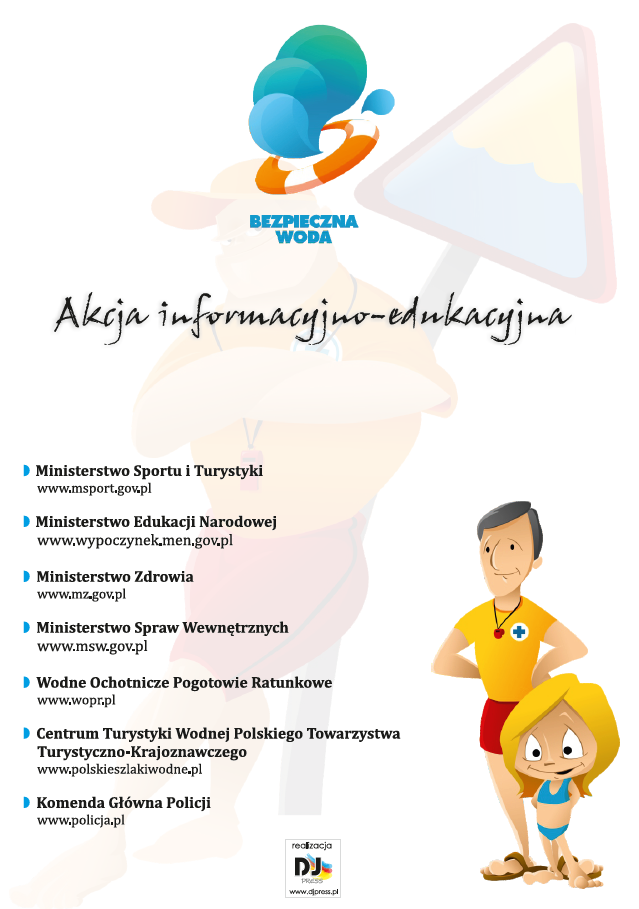 BEZPIECZNA
WODA
Akcja informacyjno-edukacyjna
Ministerstwo Sportu i Turystyki
www.msport.gov.pl
Ministerstwo Edukacji Narodowej
www.wypoczynek.men.gov.pl
Ministerstwo Zdrowia
www.mz.gov.pl
Ministerstwo Spraw Wewnętrznych
www.msw.gov.pl
Wodne Ochotnicze Pogotowie Ratunkowe
www.wopr.pl
Centrum Turystyki Wodnej Polskiego Towarzystwa
Turystyczno-Krajoznawczego
www.polskieszlakiwodne.pl
Komenda Główna Policji
www.policja.pl
realizacja
DJ
PRESS
www.djpress.pl